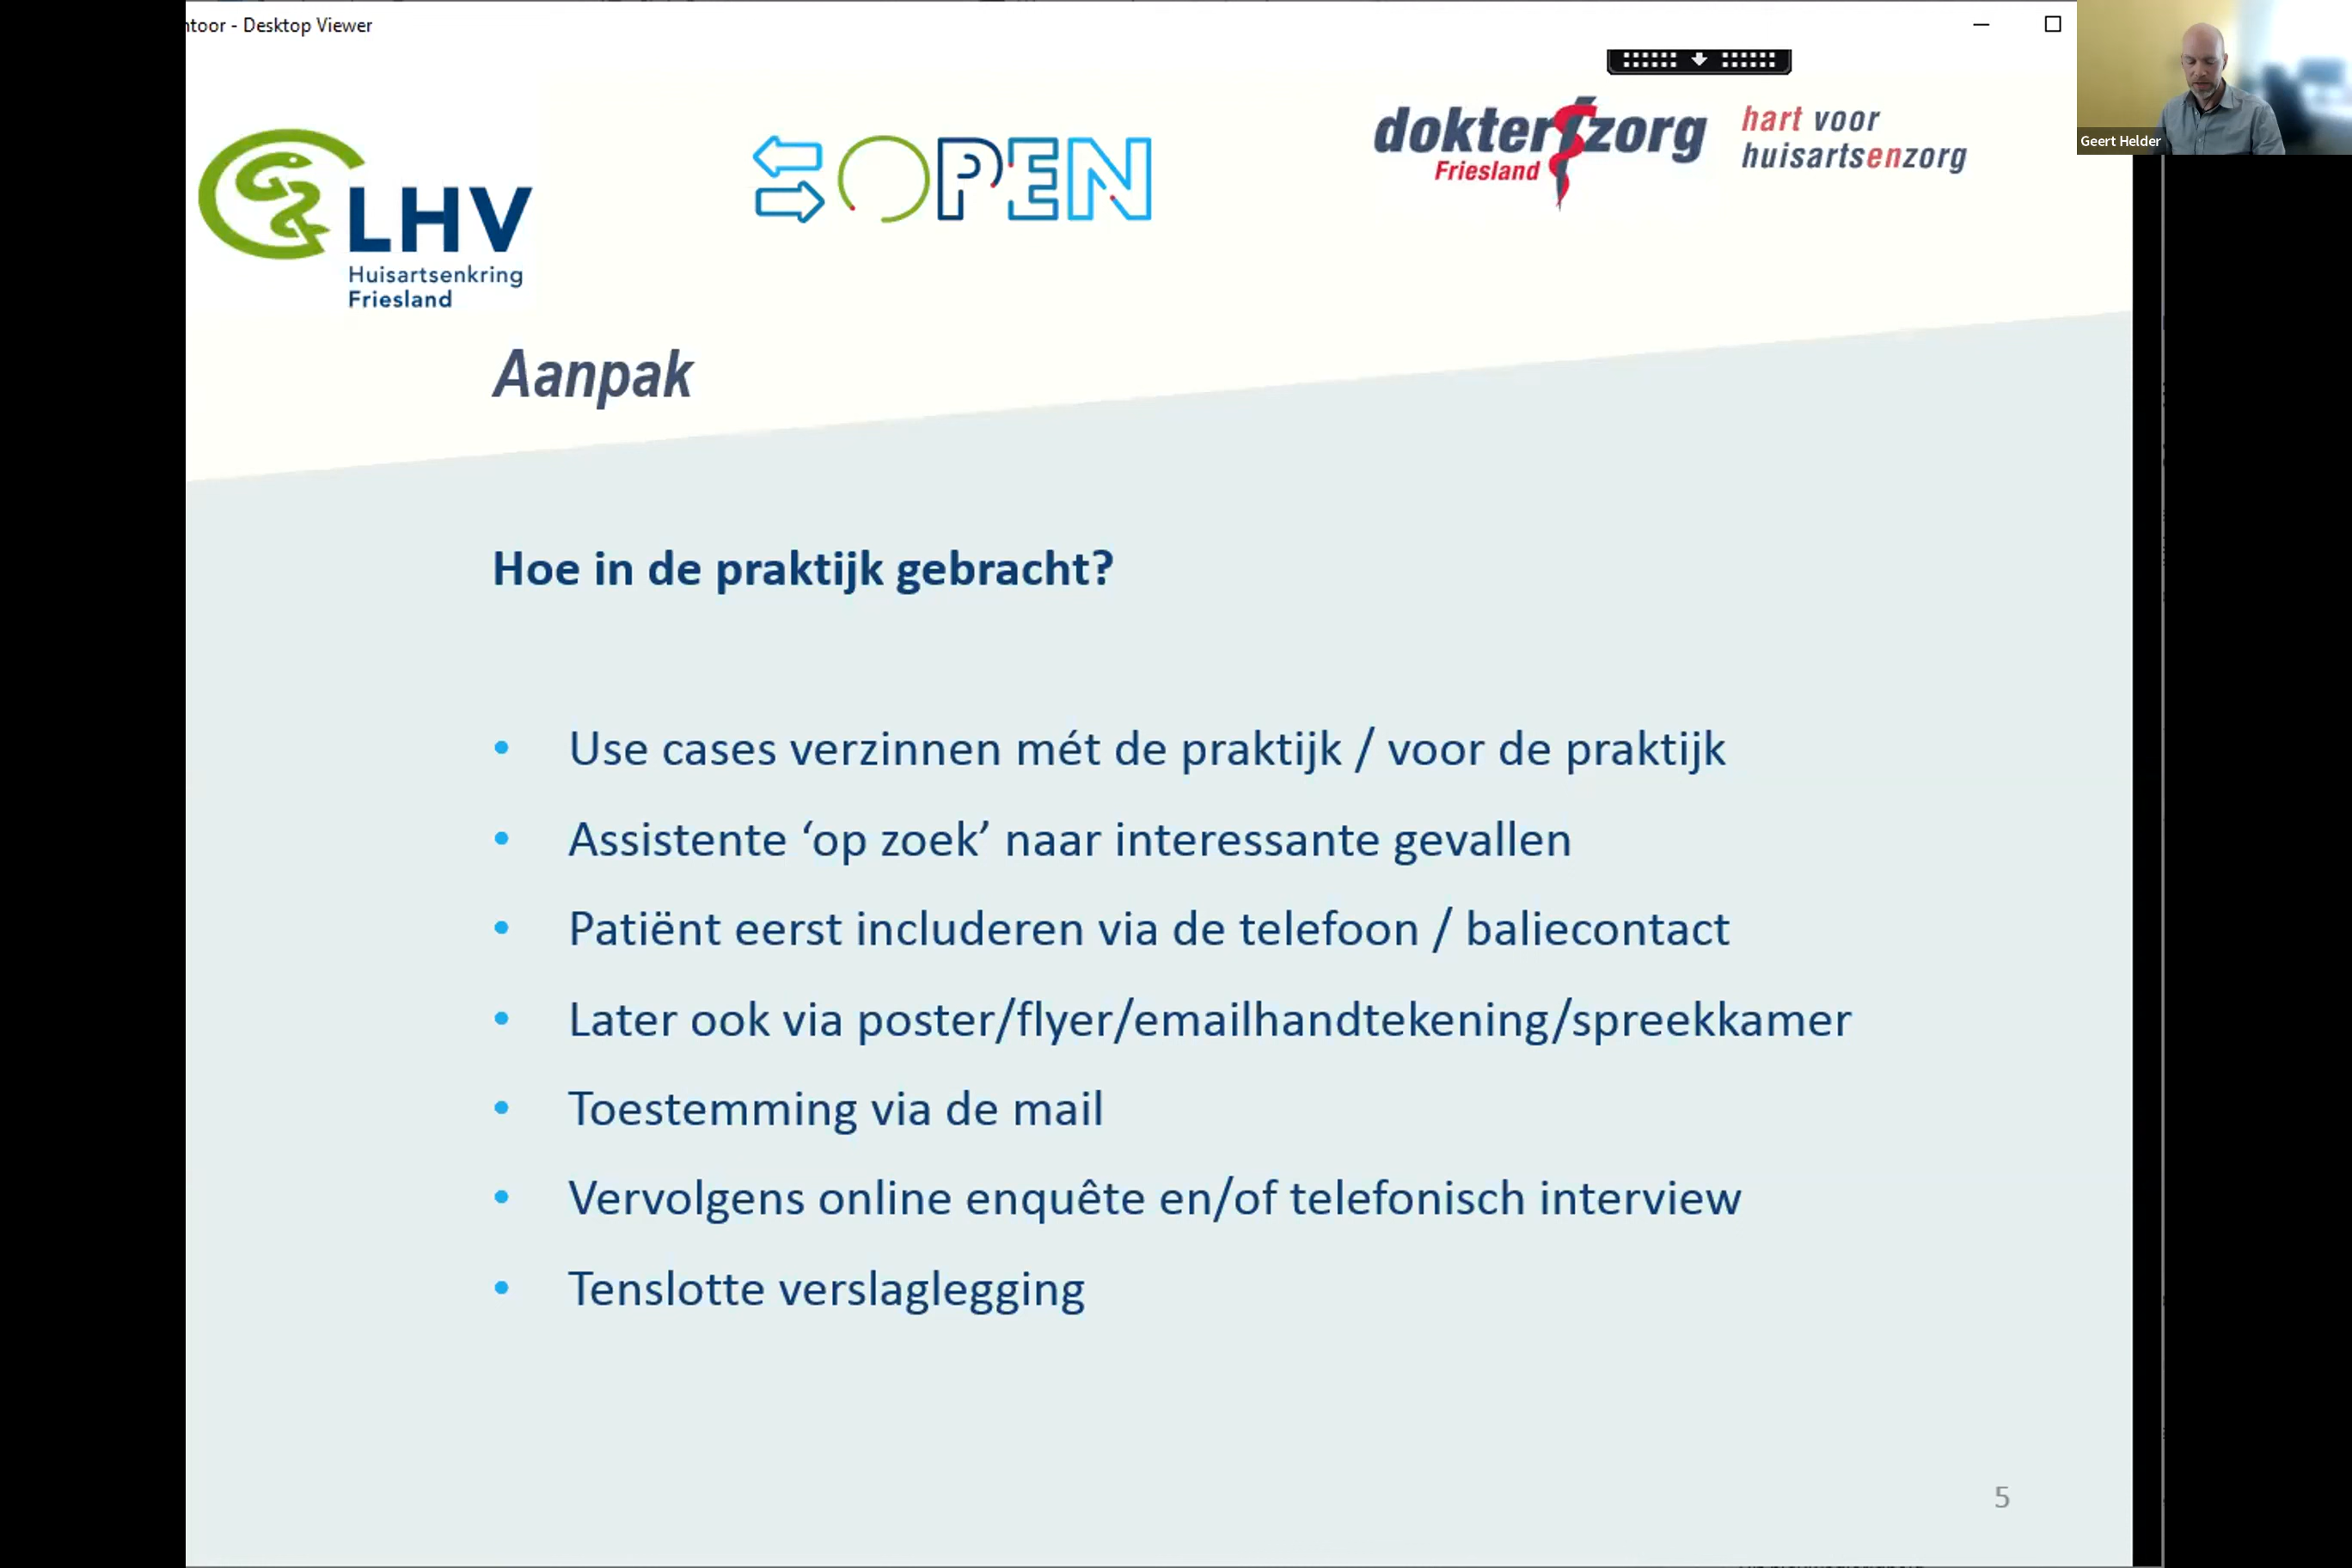 ntoor - Desktop Viewer
LHV
Huisartsenkring
Friesland
OPEN
dokterzorg
Friesland
hart voor
huisartsenzorg
Geert Helder
Aanpak
Hoe in de praktijk gebracht?
• Use cases verzinnen mét de praktijk / voor de praktijk
• Assistente ‘op zoek’ naar interessante gevallen
• Patiënt eerst includeren via de telefoon / baliecontact
• Later ook via poster/flyer/emailhandtekening/spreekkamer
• Toestemming via de mail
• Vervolgens online enquête en/of telefonisch interview
• Tenslotte verslaglegging
5